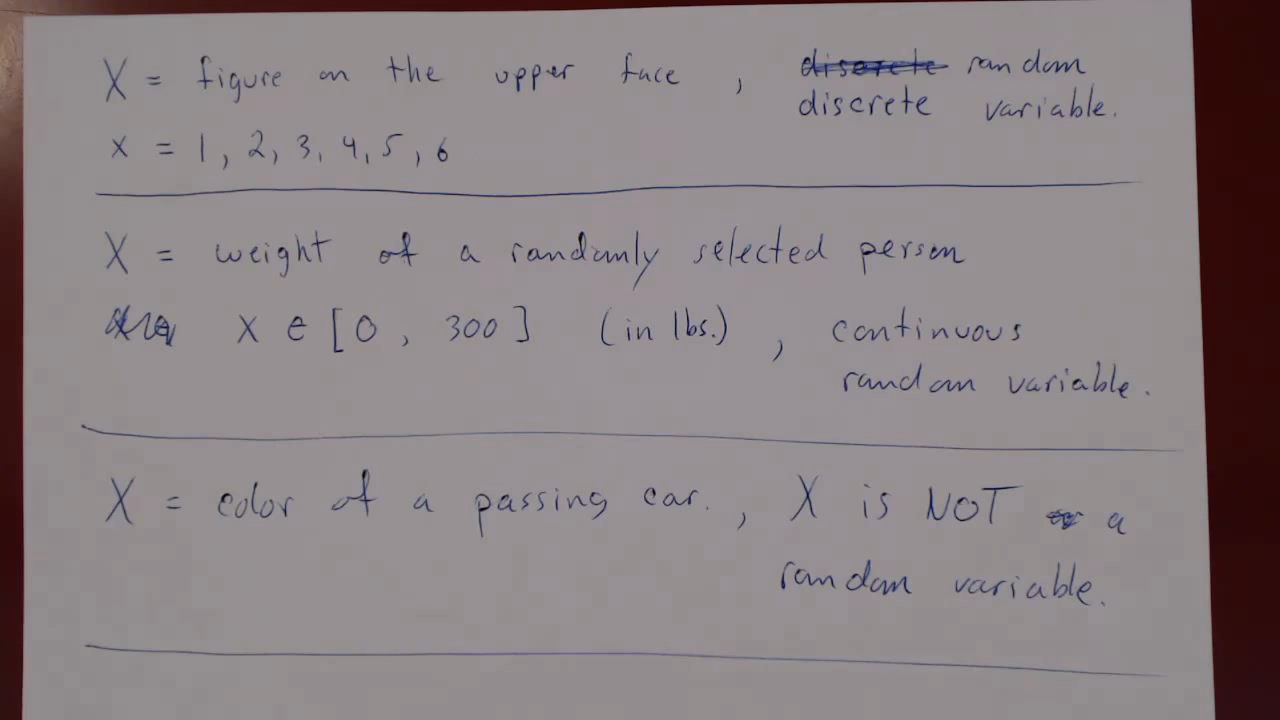 X = figure on the upper face , discrete random
discrete variable.
x = 1, 2, 3, 4, 5, 6
X = weight of a randomly selected person
x ∈ [0, 300] (in lbs.) , continuous
random variable.
X = color of a passing car. , X is NOT a
random variable.